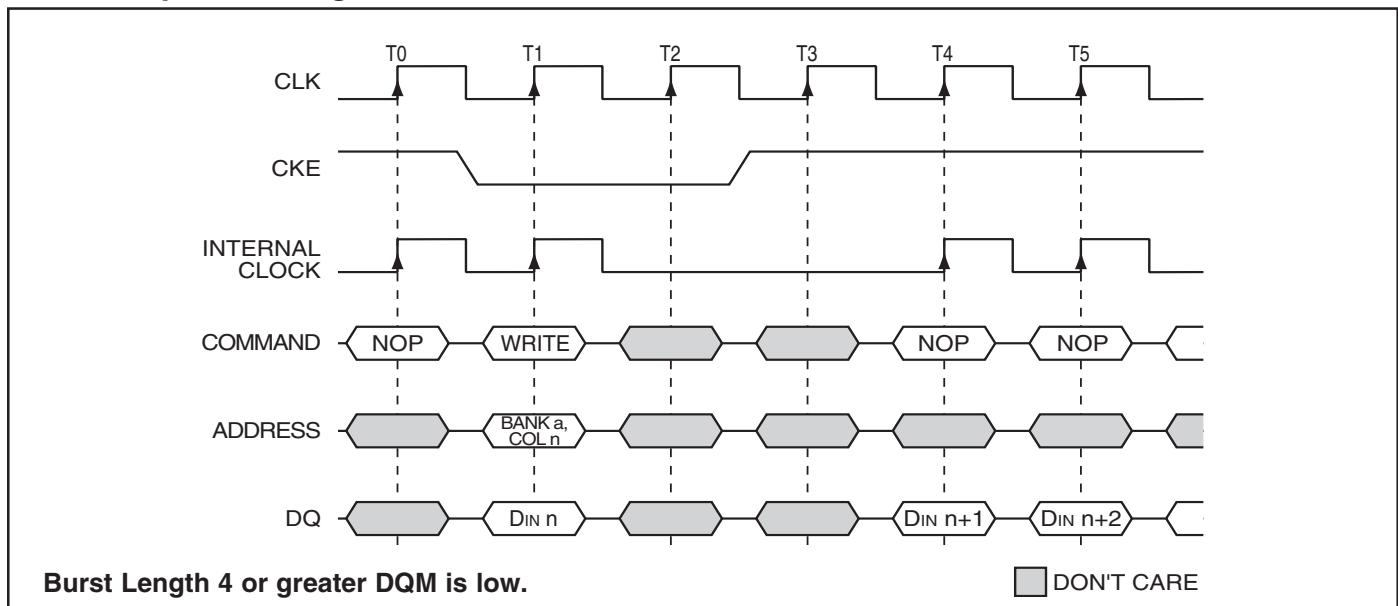 T0 T1 T2 T3 T4 T5
CLK
CKE
INTERNAL
CLOCK
COMMAND NOP WRITE NOP NOP
ADDRESS BANK a,
COL n
DQ DIN n DIN n+1 DIN n+2
Burst Length 4 or greater DQM is low.
DON'T CARE